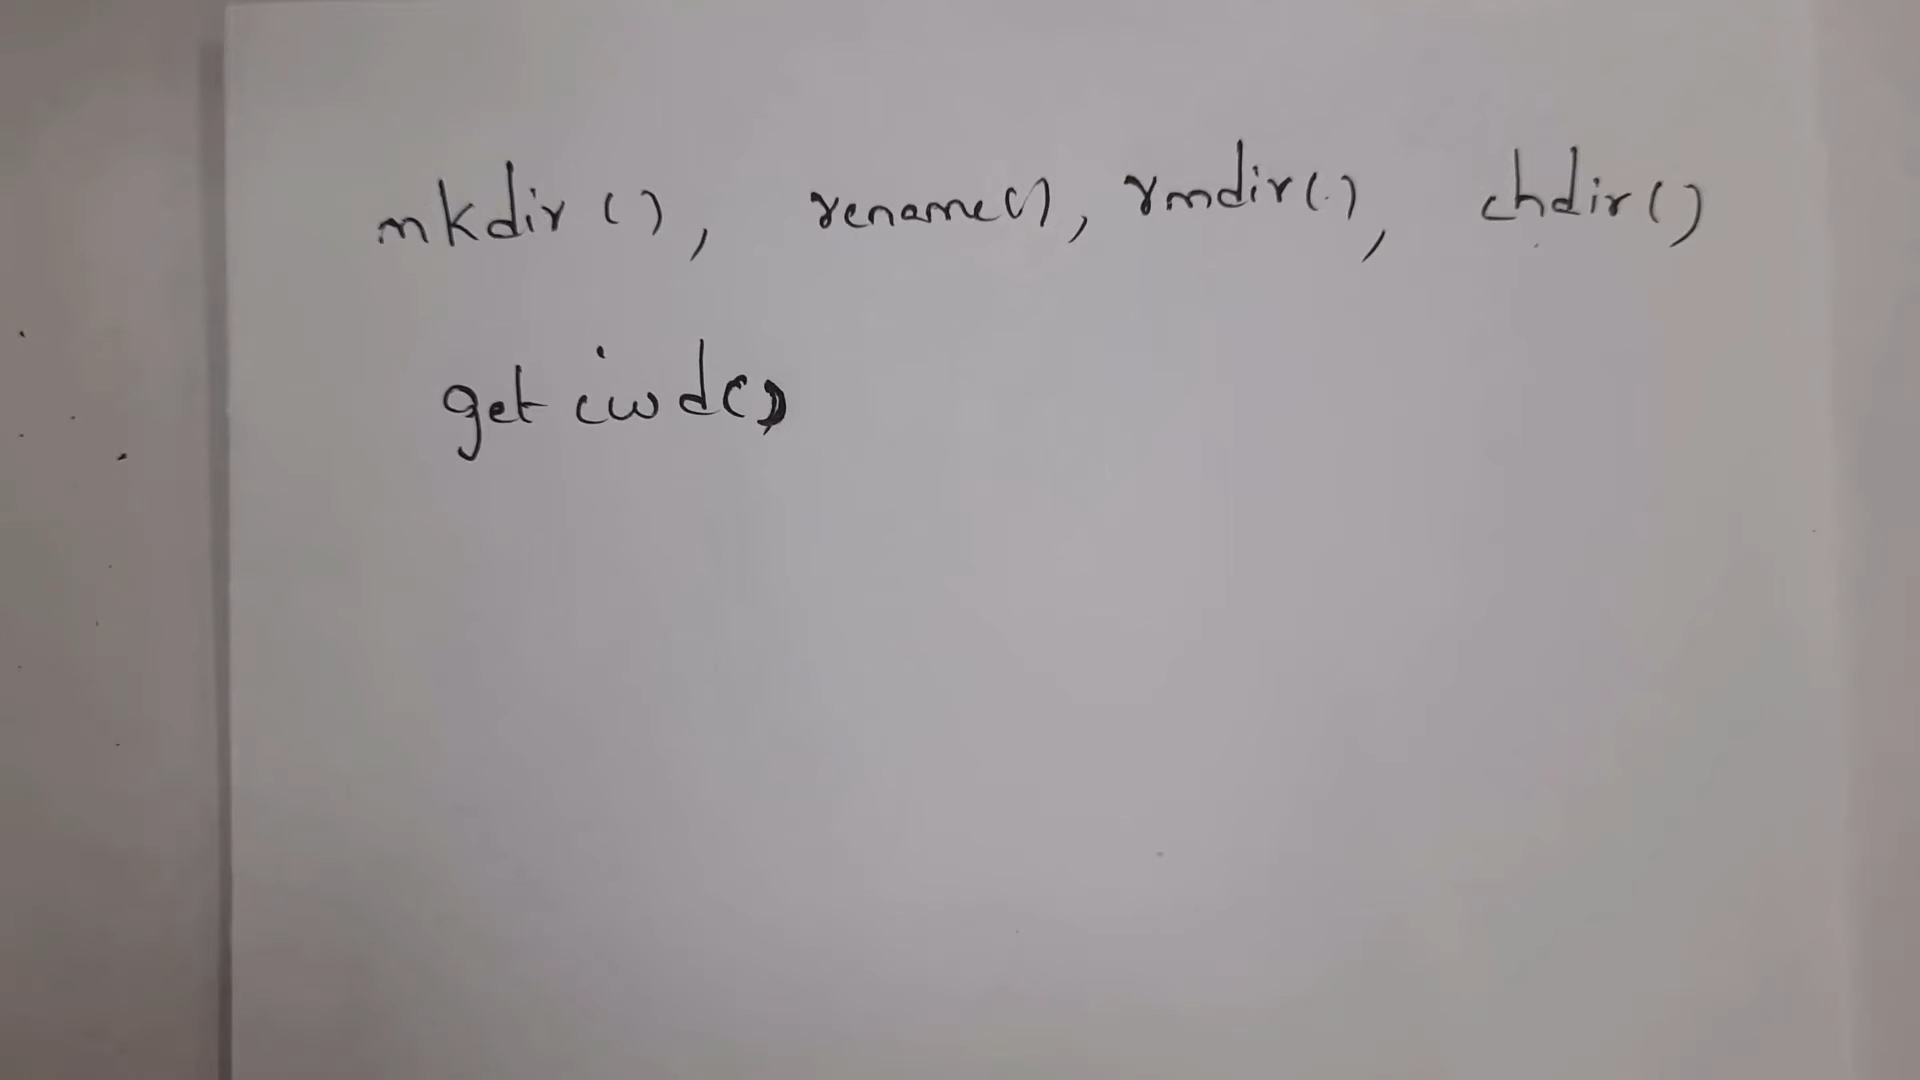 mkdir(), rename(), rmdir(), chdir()
getcwd()